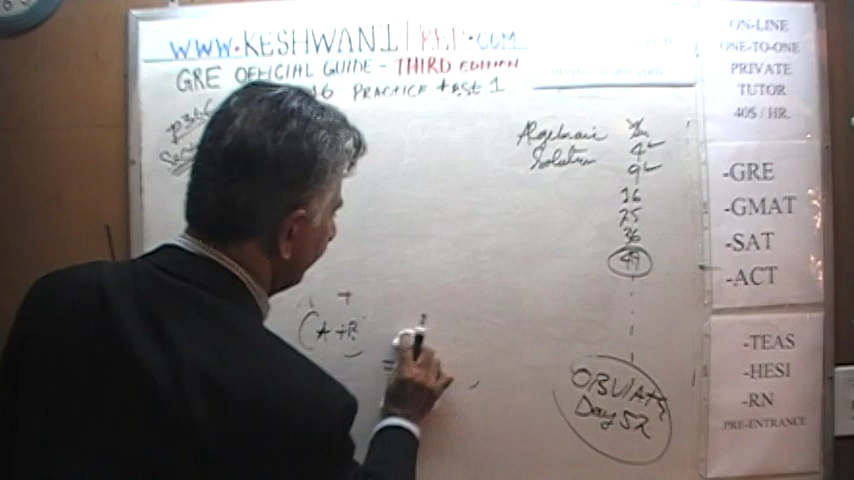 WWW.KESHWANIPREP.COM
GRE OFFICIAL GUIDE - THIRD EDITION
PRACTICE TEST 1
Algebraic
Solution
4
9
16
25
36
49
(A+B)
=
OBVIATE
Day 52
ON-LINE
ONE-TO-ONE
PRIVATE
TUTOR
40$ / HR.
-GRE
-GMAT
-SAT
-ACT
-TEAS
-HESI
-RN
PRE-ENTRANCE